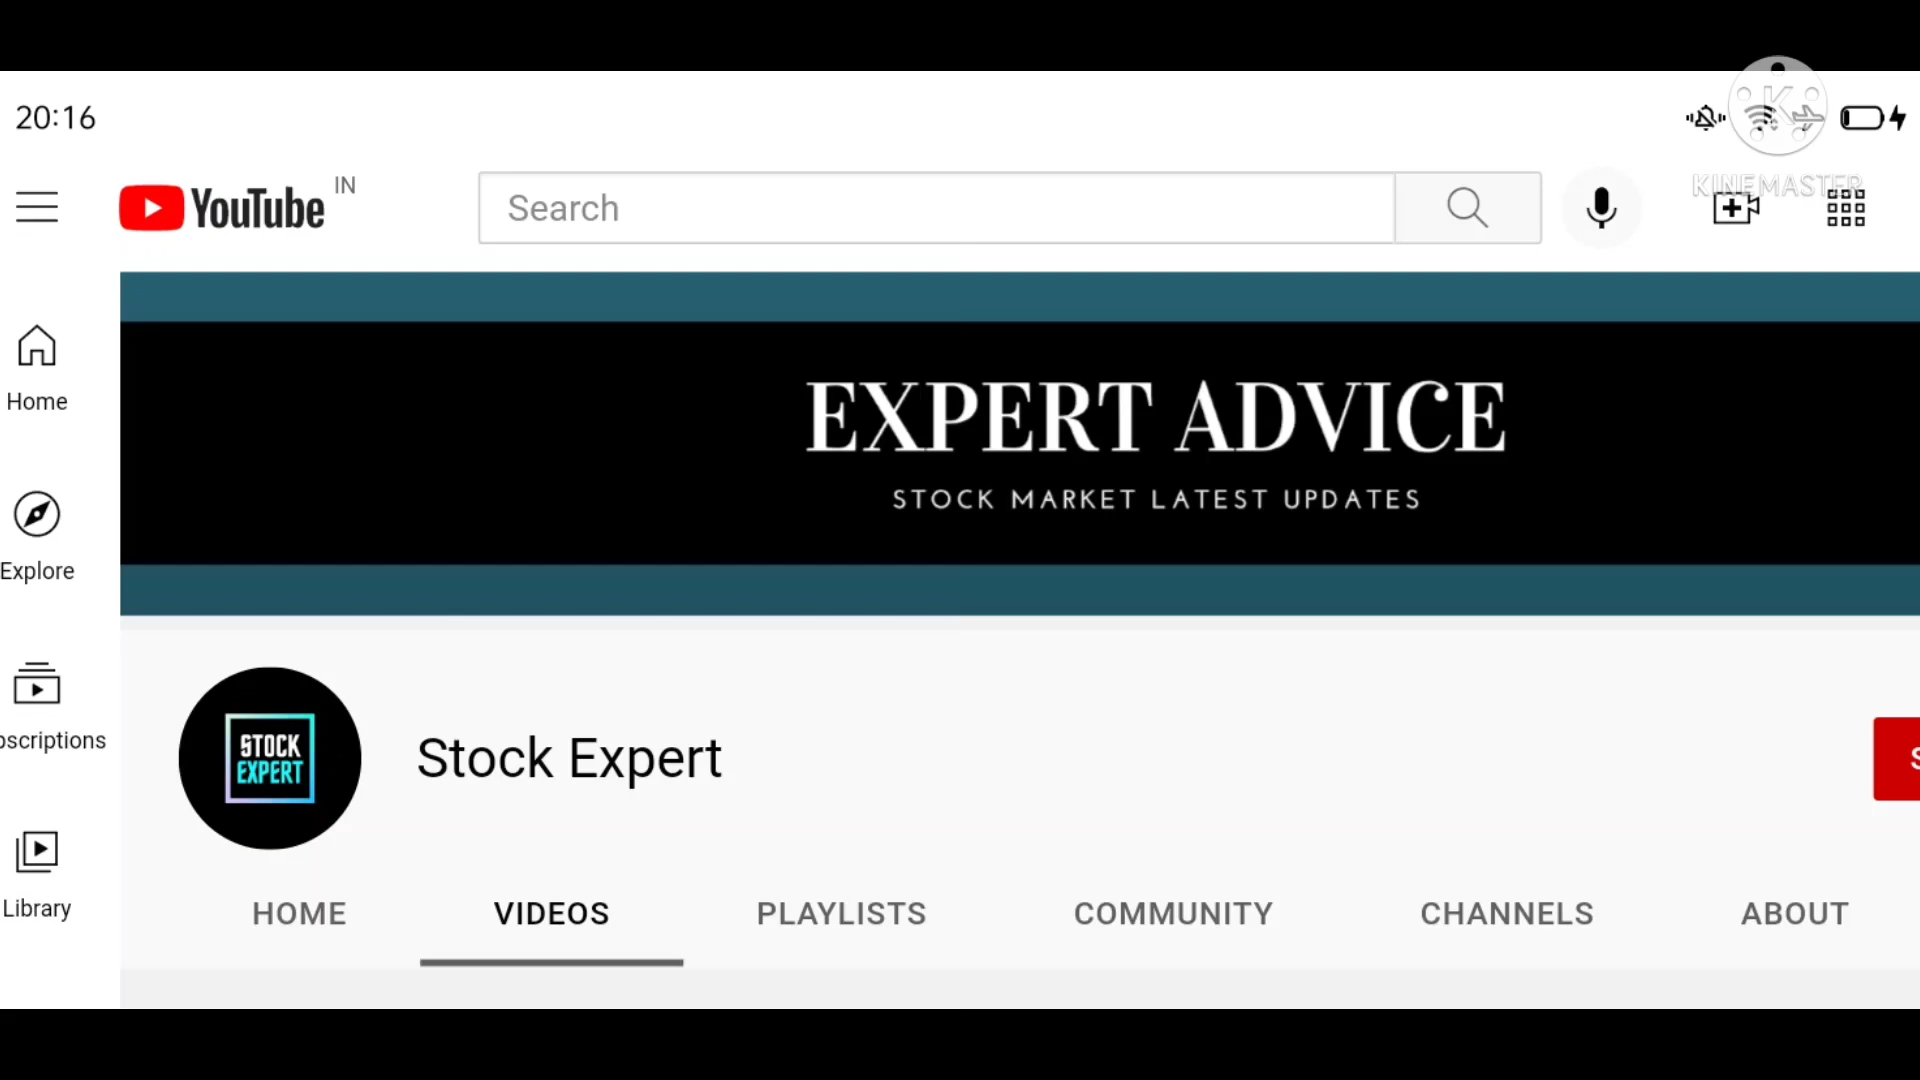 20:16
KINEMASTER
YouTube IN
Search
Home
Explore
Library
EXPERT ADVICE
STOCK MARKET LATEST UPDATES
STOCK
EXPERT
Stock Expert
HOME VIDEOS PLAYLISTS COMMUNITY CHANNELS ABOUT